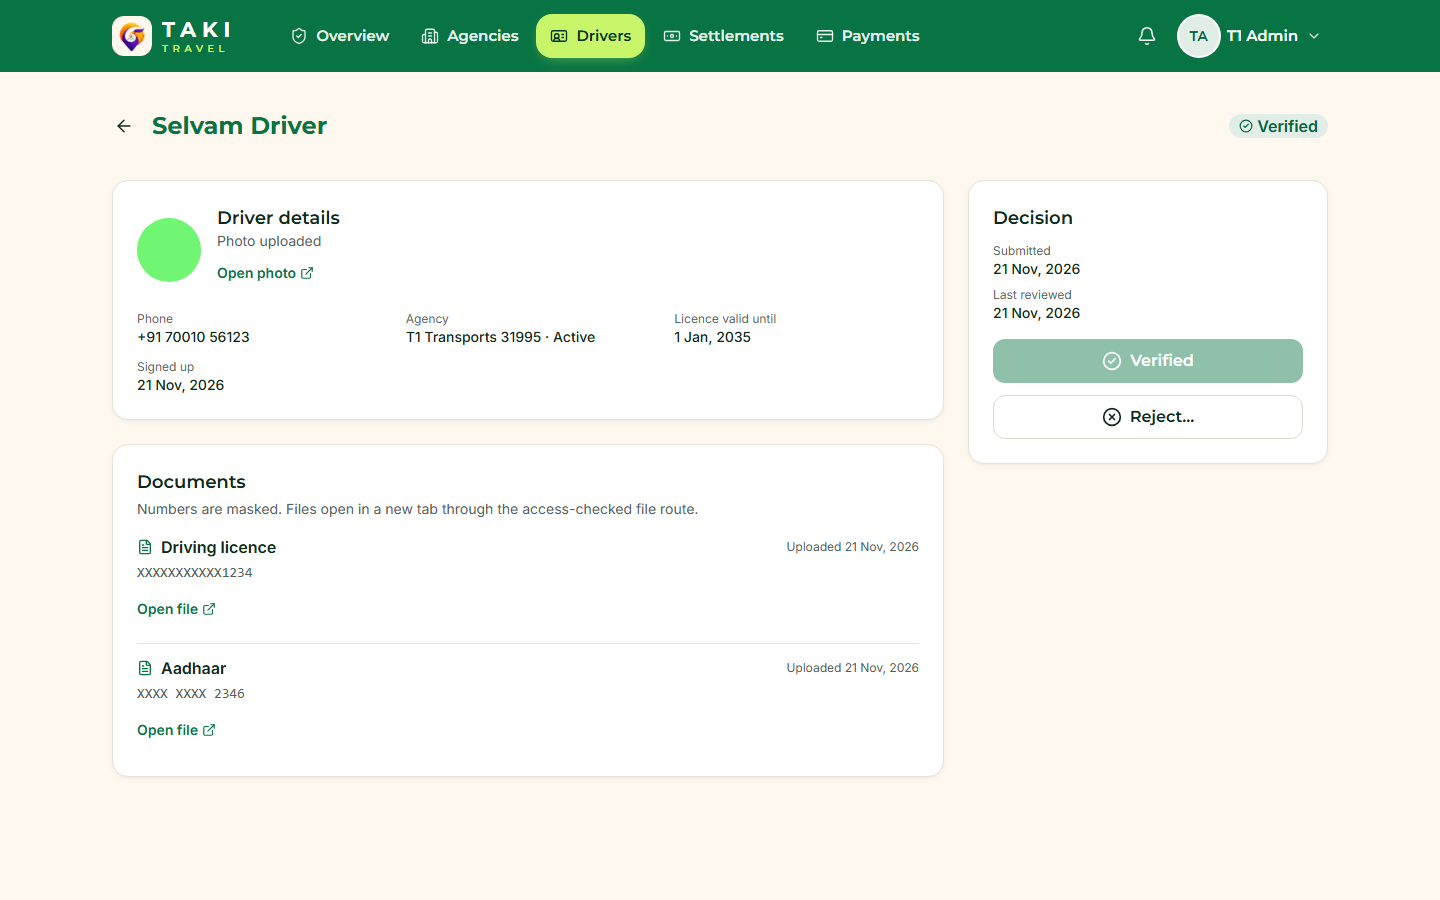 TAKI
TRAVEL
Overview
Agencies
Drivers
Settlements
Payments
TA
T1 Admin
Selvam Driver
Verified
Driver details
Photo uploaded
Open photo
Phone
+91 70010 56123
Agency
T1 Transports 31995 · Active
Licence valid until
1 Jan, 2035
Signed up
21 Nov, 2026
Decision
Submitted
21 Nov, 2026
Last reviewed
21 Nov, 2026
Verified
Reject...
Documents
Numbers are masked. Files open in a new tab through the access-checked file route.
Driving licence
Uploaded 21 Nov, 2026
XXXXXXXXXXX1234
Open file
Aadhaar
Uploaded 21 Nov, 2026
XXXX XXXX 2346
Open file